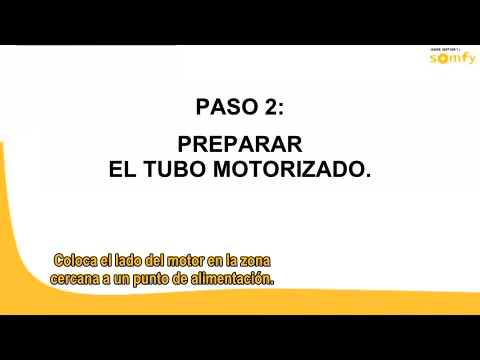 somfy.
PASO 2:
PREPARAR
EL TUBO MOTORIZADO.
Coloca el lado del motor en la zona
cercana a un punto de alimentación.